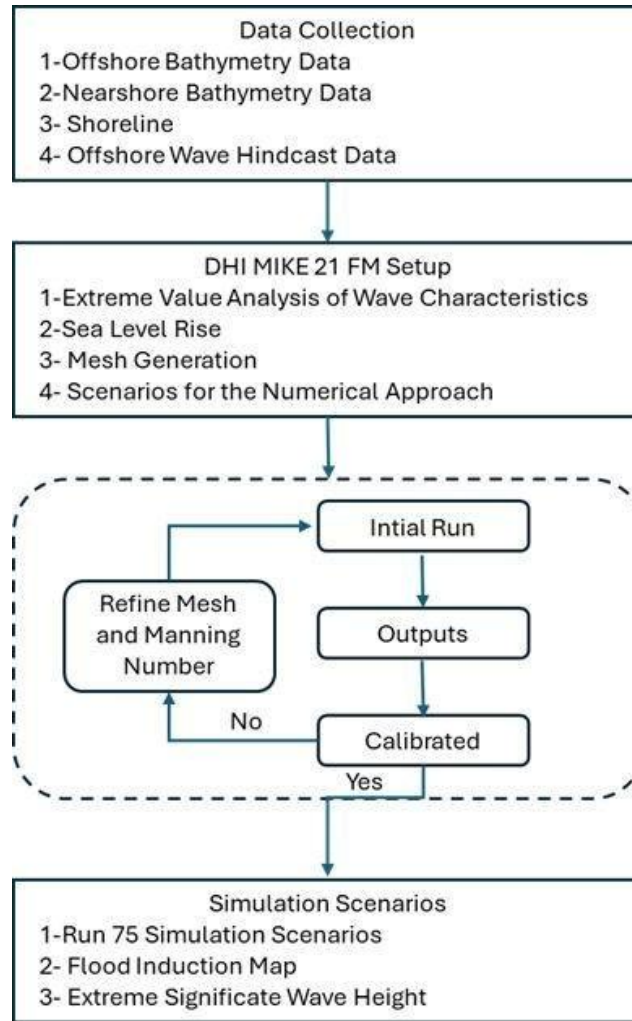 Data Collection
1-Offshore Bathymetry Data
2-Nearshore Bathymetry Data
3- Shoreline
4- Offshore Wave Hindcast Data
DHI MIKE 21 FM Setup
1-Extreme Value Analysis of Wave Characteristics
2-Sea Level Rise
3- Mesh Generation
4- Scenarios for the Numerical Approach
Intial Run
Refine Mesh
and Manning
Number
Outputs
No
Calibrated
Yes
Simulation Scenarios
1-Run 75 Simulation Scenarios
2- Flood Induction Map
3- Extreme Significate Wave Height